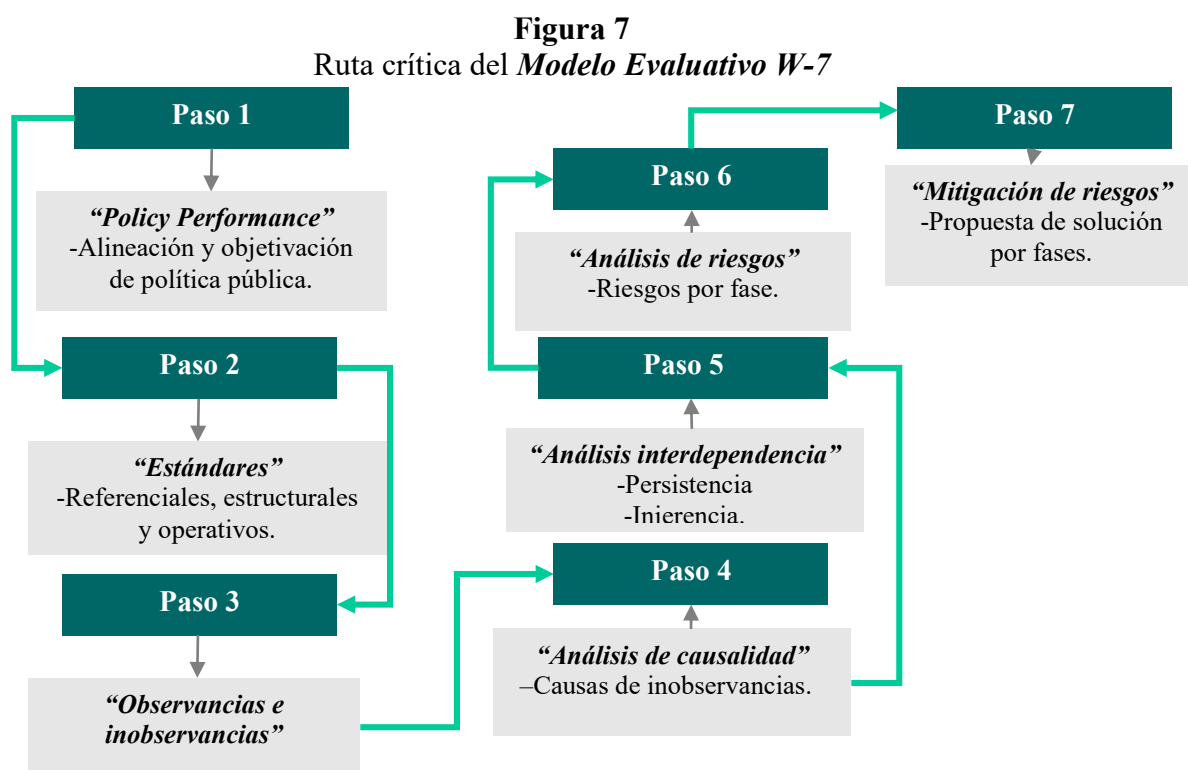 Figura 7
Ruta crítica del Modelo Evaluativo W-7
Paso 1
“Policy Performance”
-Alineación y objetivación
de política pública.
Paso 2
“Estándares”
-Referenciales, estructurales
y operativos.
Paso 3
“Observancias e
inobservancias”
Paso 4
“Análisis de causalidad”
–Causas de inobservancias.
Paso 5
“Análisis interdependencia”
-Persistencia
-Injerencia.
Paso 6
“Análisis de riesgos”
-Riesgos por fase.
Paso 7
“Mitigación de riesgos”
-Propuesta de solución
por fases.